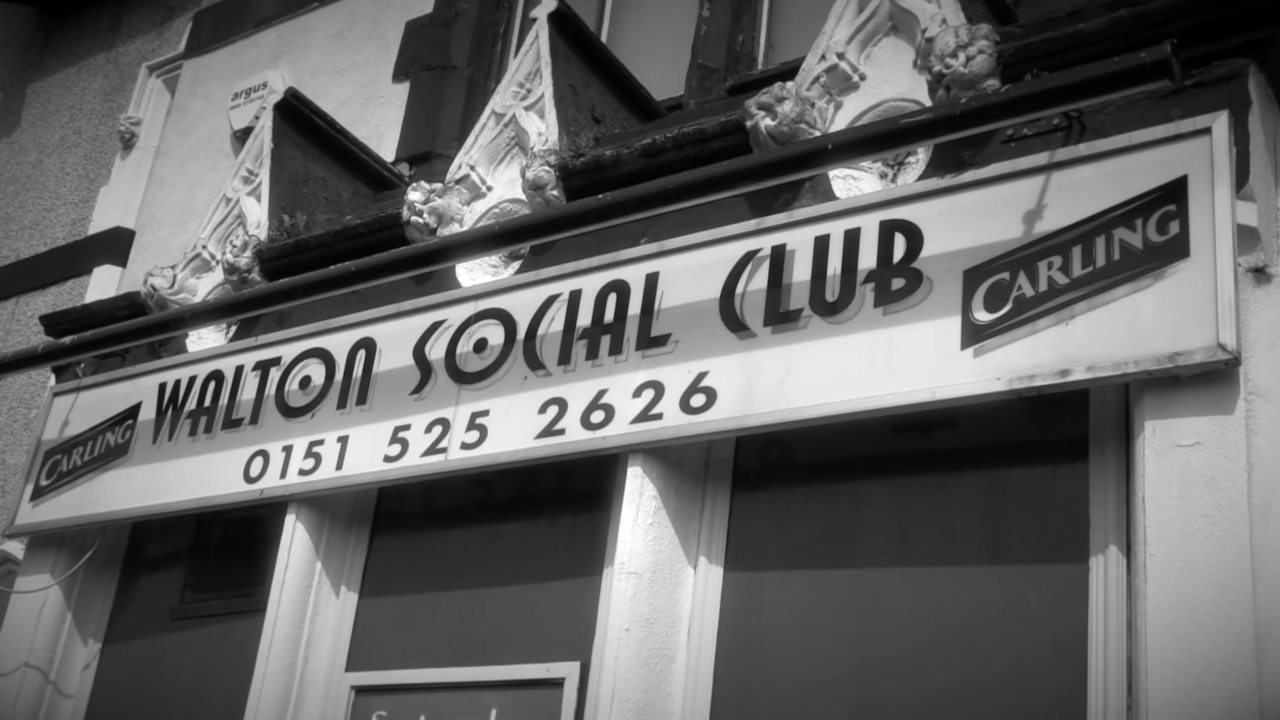 argus
WALTON SOCIAL CLUB
CARLING
CARLING
0151 525 2626